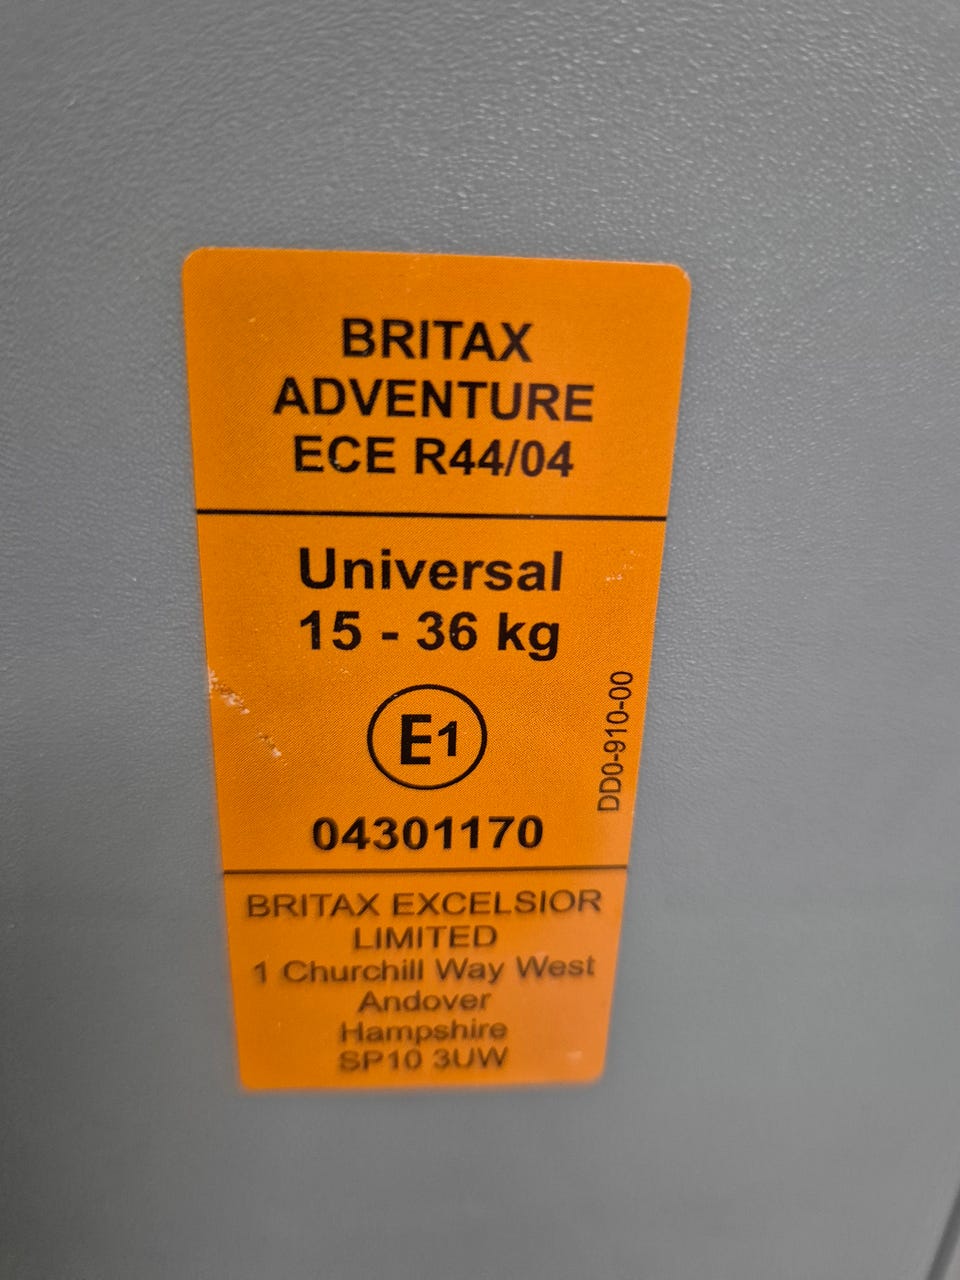 BRITAX
ADVENTURE
ECE R44/04
Universal
15 - 36 kg
E1
DD0-910-00
04301170
BRITAX EXCELSIOR
LIMITED
1 Churchill Way West
Andover
Hampshire
SP10 3UW